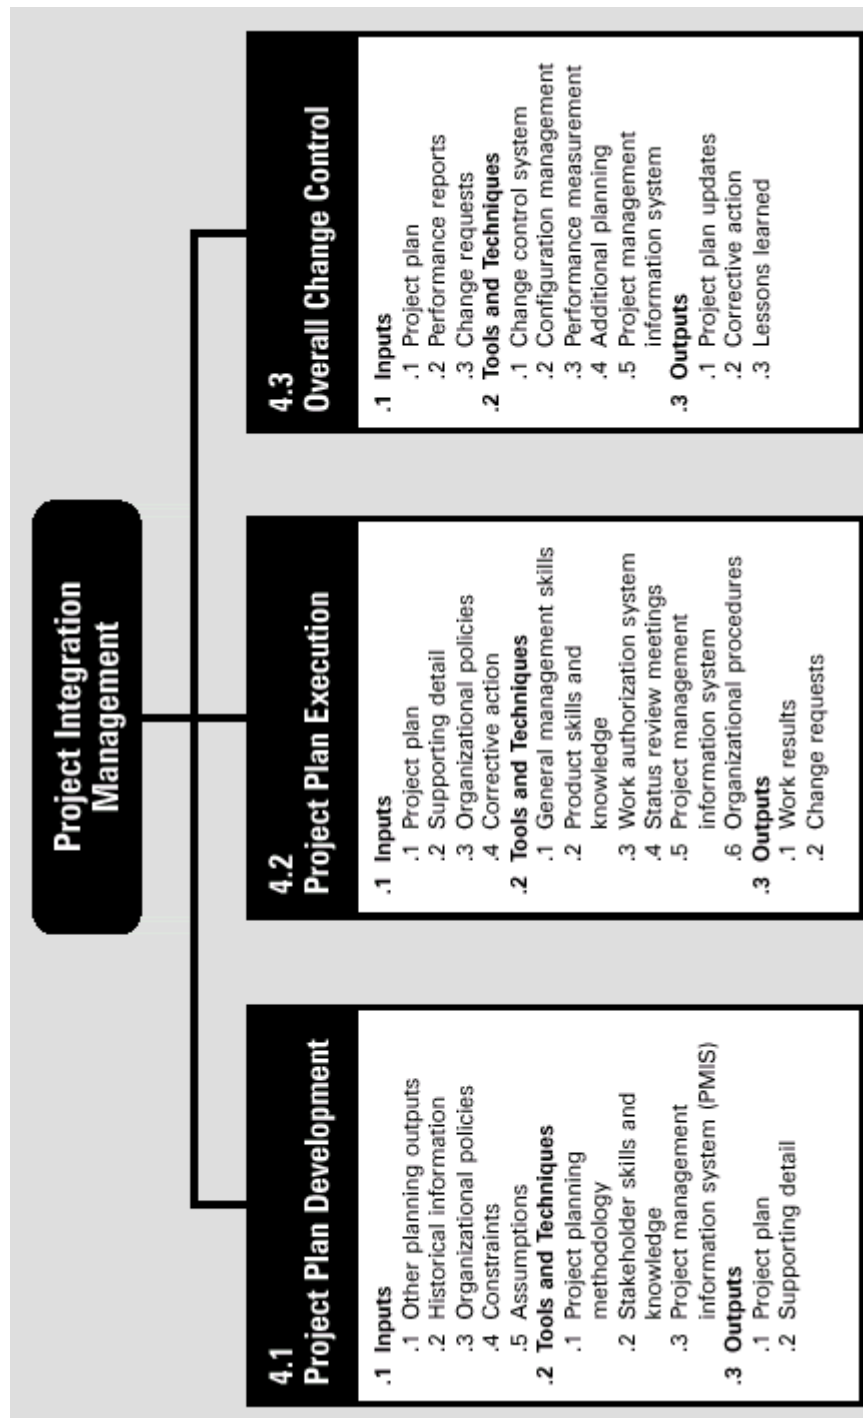 Project Integration
Management
4.1
Project Plan Development
.1 Inputs
.1 Other planning outputs
.2 Historical information
.3 Organizational policies
.4 Constraints
.5 Assumptions
.2 Tools and Techniques
.1 Project planning
methodology
.2 Stakeholder skills and
knowledge
.3 Project management
information system (PMIS)
.3 Outputs
.1 Project plan
.2 Supporting detail
4.2
Project Plan Execution
.1 Inputs
.1 Project plan
.2 Supporting detail
.3 Organizational policies
.4 Corrective action
.2 Tools and Techniques
.1 General management skills
.2 Product skills and
knowledge
.3 Work authorization system
.4 Status review meetings
.5 Project management
information system
.6 Organizational procedures
.3 Outputs
.1 Work results
.2 Change requests
4.3
Overall Change Control
.1 Inputs
.1 Project plan
.2 Performance reports
.3 Change requests
.2 Tools and Techniques
.1 Change control system
.2 Configuration management
.3 Performance measurement
.4 Additional planning
.5 Project management
information system
.3 Outputs
.1 Project plan updates
.2 Corrective action
.3 Lessons learned